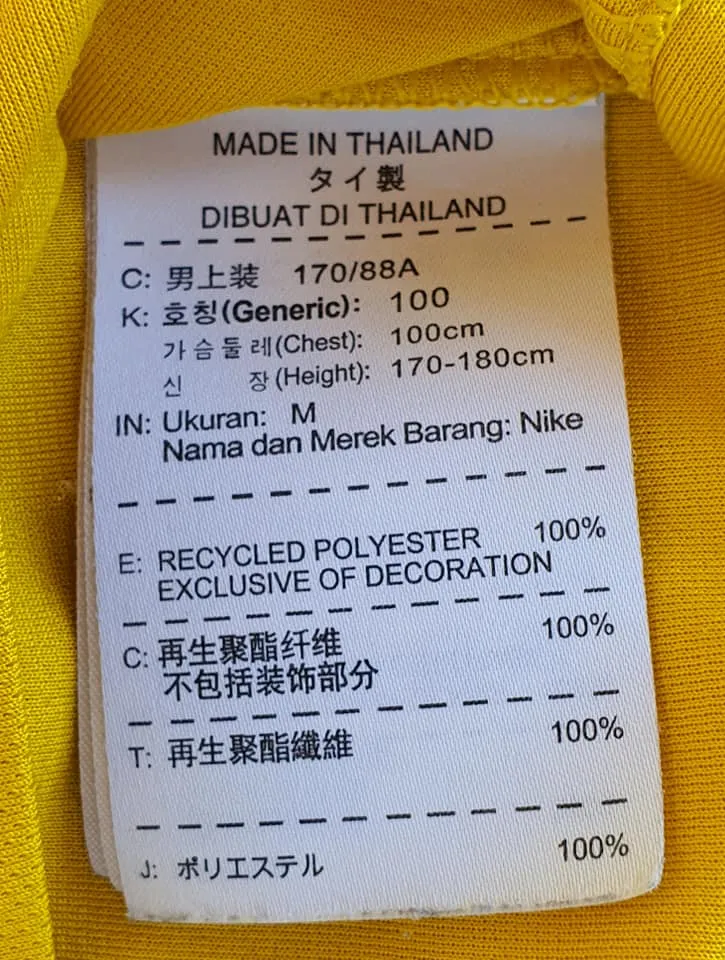 MADE IN THAILAND
タイ製
DIBUAT DI THAILAND
C: 男上装 170/88A
K: 호칭(Generic): 100
가슴둘레(Chest): 100cm
신 장(Height): 170-180cm
IN: Ukuran: M
Nama dan Merek Barang: Nike
E: RECYCLED POLYESTER 100%
EXCLUSIVE OF DECORATION
C: 再生聚酯纤维 100%
不包括装饰部分
T: 再生聚酯纖維 100%
J: ポリエステル 100%